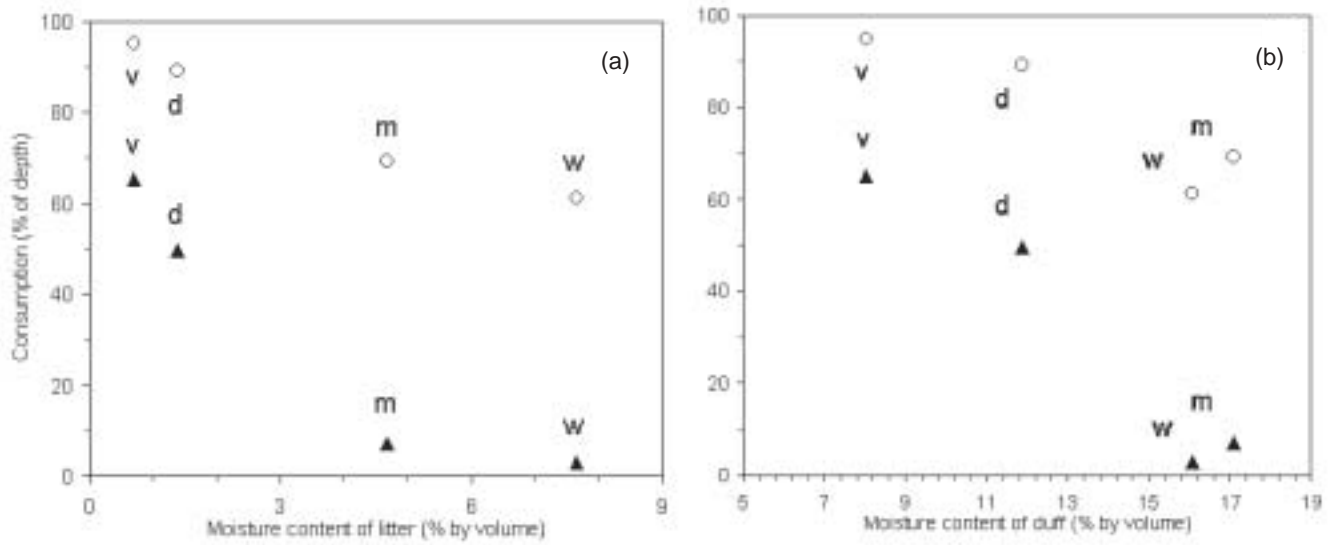 (a)
Consumption (% of depth)
100
80
60
40
20
0
v
d
v
m
w
d
m
w
0 3 6 9
Moisture content of litter (% by volume)
(b)
100
80
60
40
20
0
v
d
v
m
w
d
m
w
5 7 9 11 13 15 17 19
Moisture content of duff (% by volume)